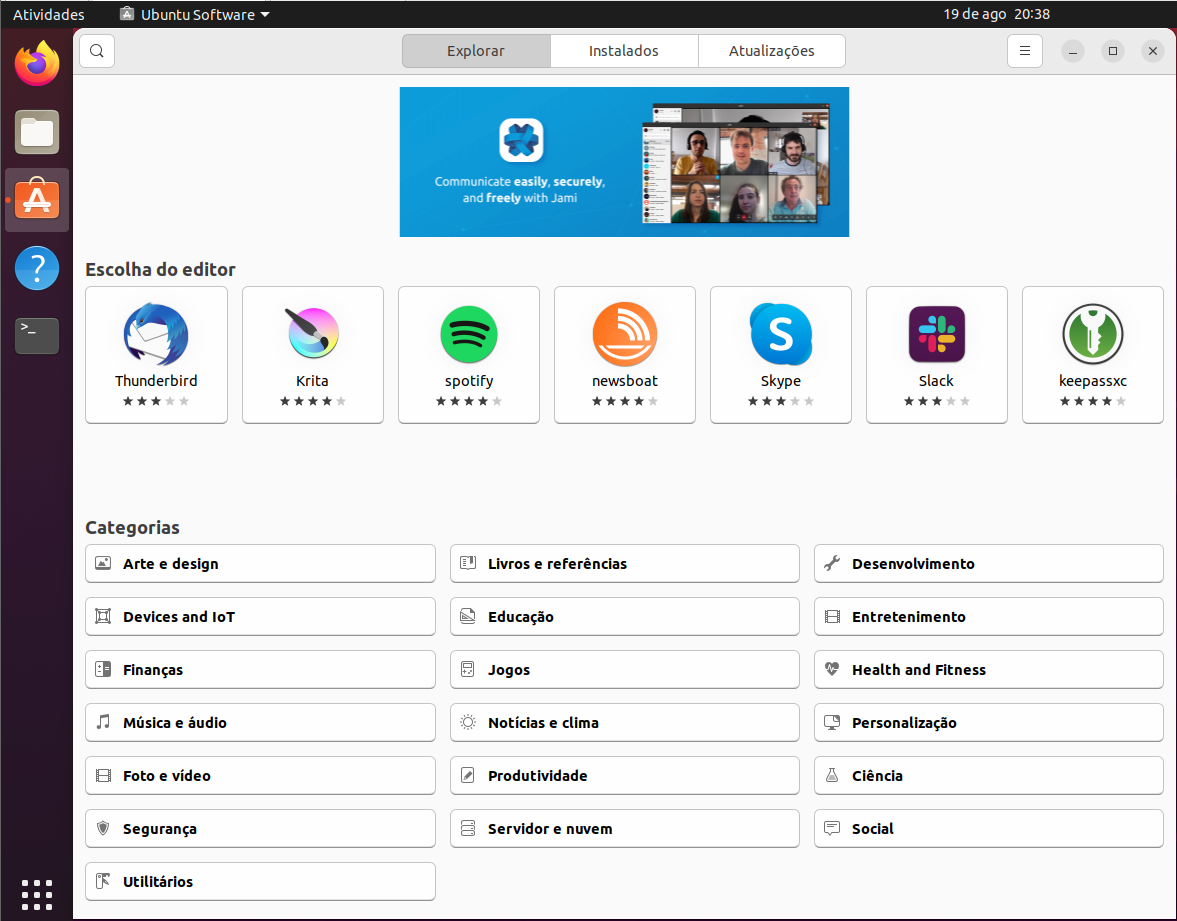 Atividades
Ubuntu Software
19 de ago 20:38
Explorar
Instalados
Atualizações
Communicate easily, securely,
and freely with Jami
Escolha do editor
Thunderbird
Krita
spotify
newsboat
Skype
Slack
keepassxc
Categorias
Arte e design
Livros e referências
Desenvolvimento
Devices and IoT
Educação
Entretenimento
Finanças
Jogos
Health and Fitness
Música e áudio
Notícias e clima
Personalização
Foto e vídeo
Produtividade
Ciência
Segurança
Servidor e nuvem
Social
Utilitários